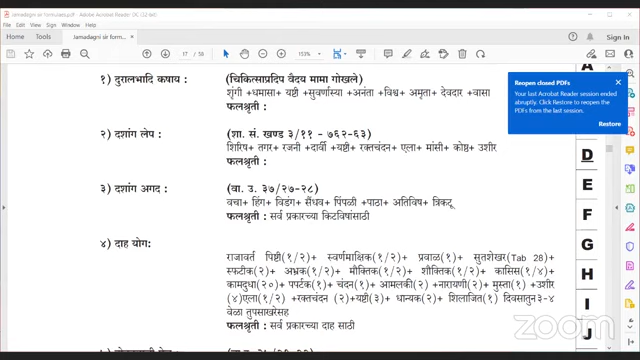 Jamadagni sir formulas.pdf - Adobe Acrobat Reader DC (32-bit)
File Edit View Sign Window Help
Home Tools Jamadagni sir form... × Sign In
17 / 56 153%
१) दुरालभादि कषाय : (चिकित्साप्रदिप वैदय मामा गोखले)
शृंगी +धमासा+ यष्टी + सुवर्णास्या +अनंता +विश्व+ अमृता+ देवदार +वासा
फलश्रृती :
२) दशांग लेप : (शा. सं. खण्ड ३/११ - ७६२-६३)
शिरिष+ तगर+ रजनी +दार्वी +यष्टी+ रक्तचंदन+ एला+ मांसी+ कोष्ठ+ उशीर
फलश्रृती :
३) दशांग अगद : (वा. उ. ३७/२७-२८)
वचा+ हिंग+ विडंग+ सैंधव+ पिंपळी +पाठा+ अतिविष+ त्रिकटू
फलश्रृती : सर्व प्रकारच्या किटविषांसाठी
४) दाह योग:
राजावर्त पिष्टी(१/२)+ स्वर्णमाक्षिक(१/२)+ प्रवाळ(१)+ सुतशेखर(Tab 28)+
स्फटीक(२)+ अभ्रक(१/२)+ मौक्तिक(१/२)+ शौक्तिक(१/२)+ कासिस(१/४)+
कामदुधा(२०)+ पर्पटक(१)+ चंदन(१)+ आमलकी(२) +नारायणी(२)+ मुस्ता(१)+ उशीर
(४)एला(१/२) +रक्तचंदन (२)+यष्टी(३)+ धान्यक(२)+ शिलाजित(१) दिवसातुन३-४
वेळा तुपसाखरेसह
फलश्रृती : सर्व प्रकारच्या दाह साठी
Reopen closed PDFs ×
Your last Acrobat Reader session ended
abruptly. Click Restore to reopen the
PDFs from the last session.
Restore
A
D
E
F
G
H
I
J
zoom